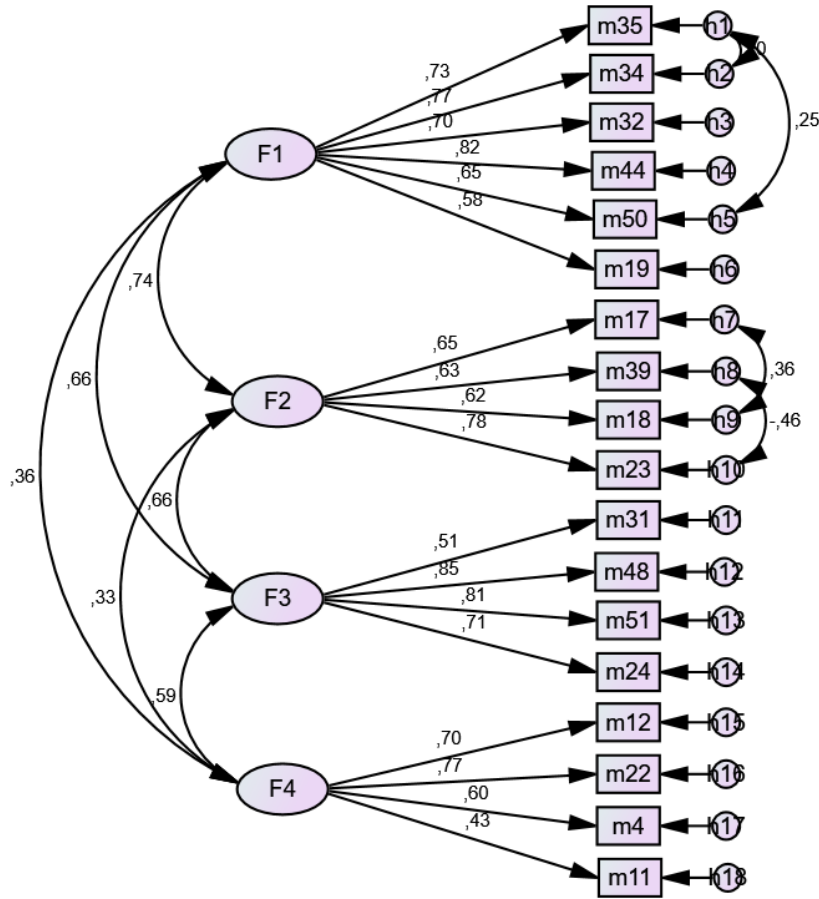 m35 h1
,73
m34 h2
,77
m32 h3
,70
,25
F1
,82
m44 h4
,65
m50 h5
,58
m19 h6
,74
m17 h7
,65
,66
m39 h8
,36
F2
,63
m18 h9
,62
-,46
,78
m23 h10
,36
,66
m31 h11
,51
,33
F3
,85
m48 h12
,81
m51 h13
,71
m24 h14
,59
m12 h15
,70
F4
,77
m22 h16
,60
m4 h17
,43
m11 h18